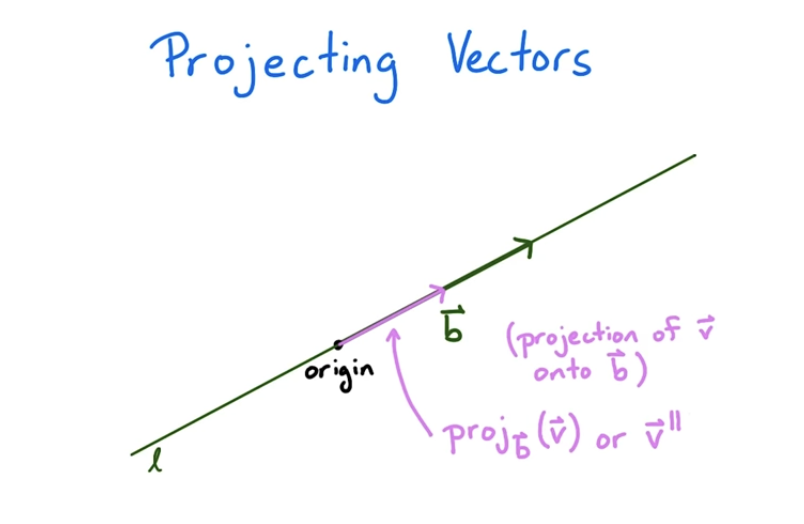 Projecting Vectors
b⃗
origin
(projection of v⃗
onto b⃗)
proj_b⃗(v⃗) or v⃗^∥
l